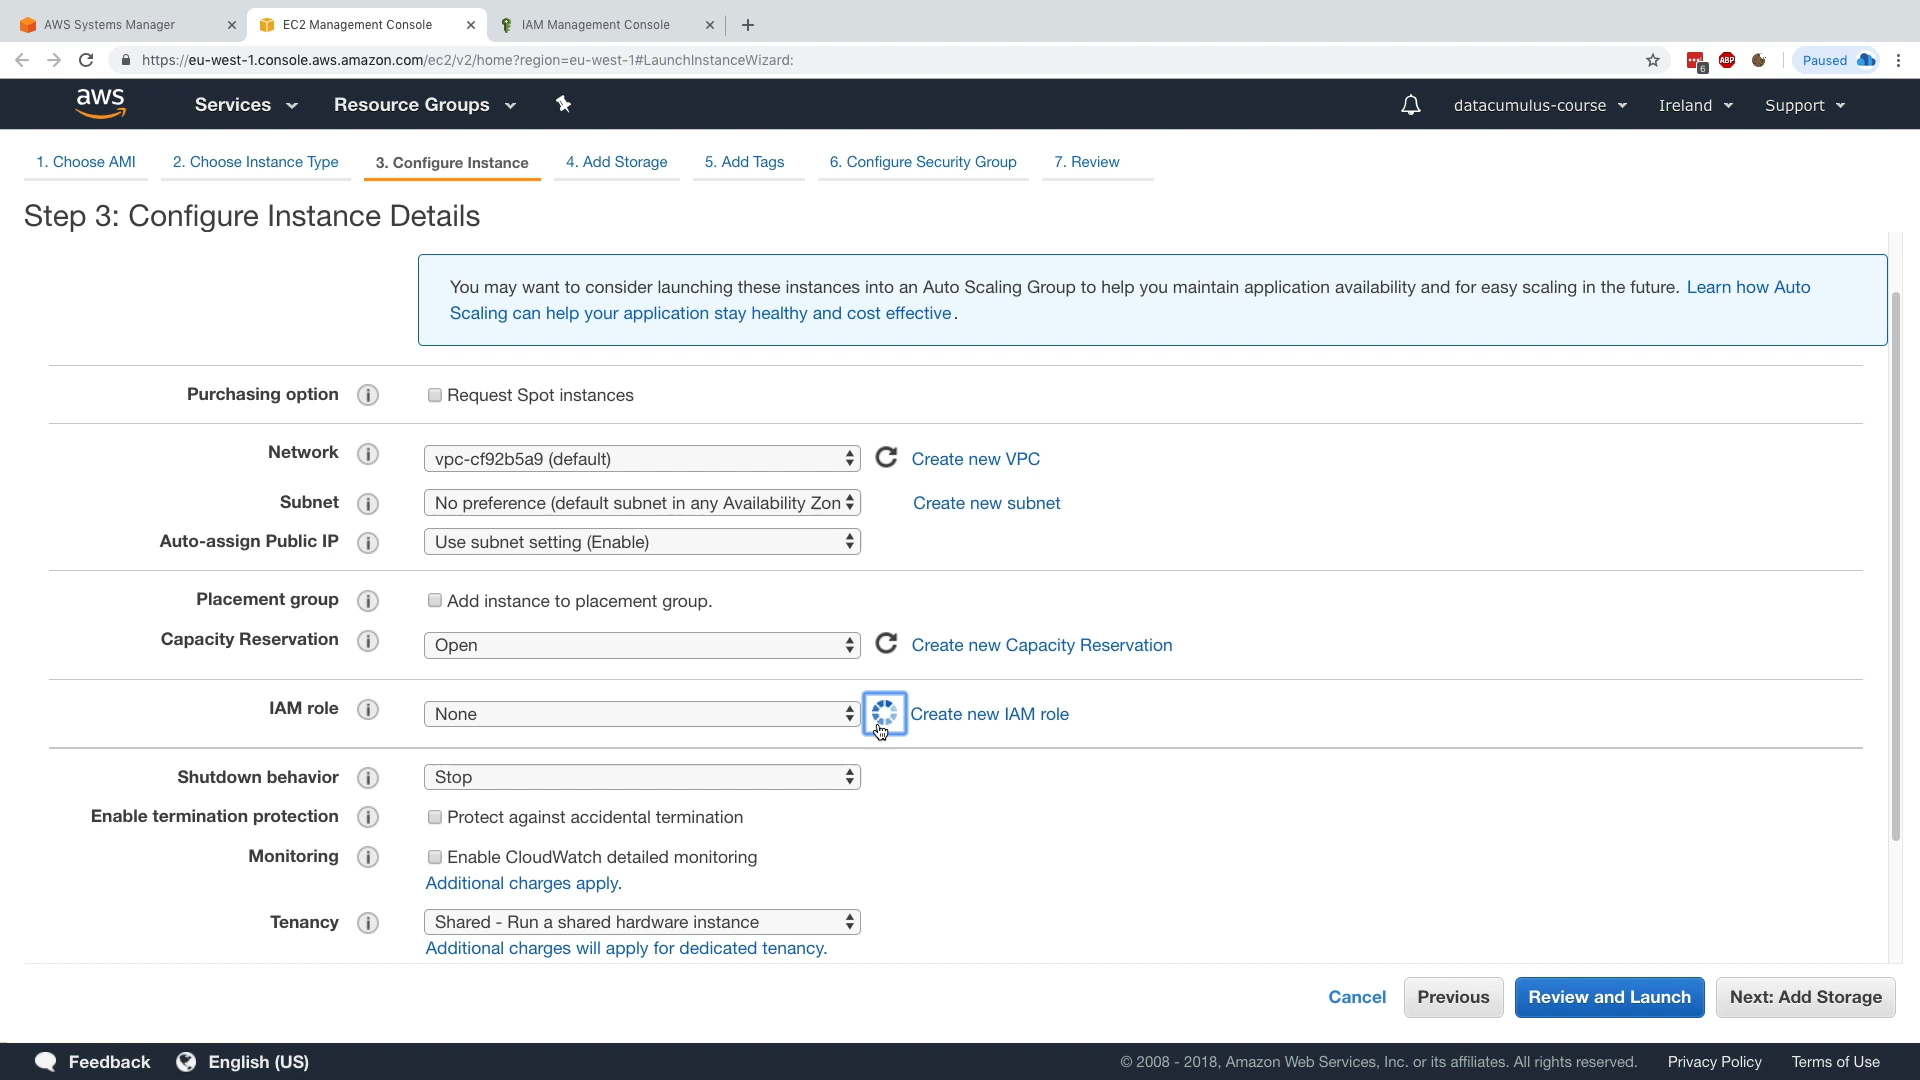 AWS Systems Manager
EC2 Management Console
IAM Management Console
https://eu-west-1.console.aws.amazon.com/ec2/v2/home?region=eu-west-1#LaunchInstanceWizard:
6
ABP
Paused
aws
Services
Resource Groups
datacumulus-course
Ireland
Support
1. Choose AMI
2. Choose Instance Type
3. Configure Instance
4. Add Storage
5. Add Tags
6. Configure Security Group
7. Review
Step 3: Configure Instance Details
You may want to consider launching these instances into an Auto Scaling Group to help you maintain application availability and for easy scaling in the future. Learn how Auto
Scaling can help your application stay healthy and cost effective.
Purchasing option
Request Spot instances
Network
vpc-cf92b5a9 (default)
Create new VPC
Subnet
No preference (default subnet in any Availability Zon
Create new subnet
Auto-assign Public IP
Use subnet setting (Enable)
Placement group
Add instance to placement group.
Capacity Reservation
Open
Create new Capacity Reservation
IAM role
None
Create new IAM role
Shutdown behavior
Stop
Enable termination protection
Protect against accidental termination
Monitoring
Enable CloudWatch detailed monitoring
Additional charges apply.
Tenancy
Shared - Run a shared hardware instance
Additional charges will apply for dedicated tenancy.
Cancel
Previous
Review and Launch
Next: Add Storage
Feedback
English (US)
© 2008 - 2018, Amazon Web Services, Inc. or its affiliates. All rights reserved.
Privacy Policy
Terms of Use